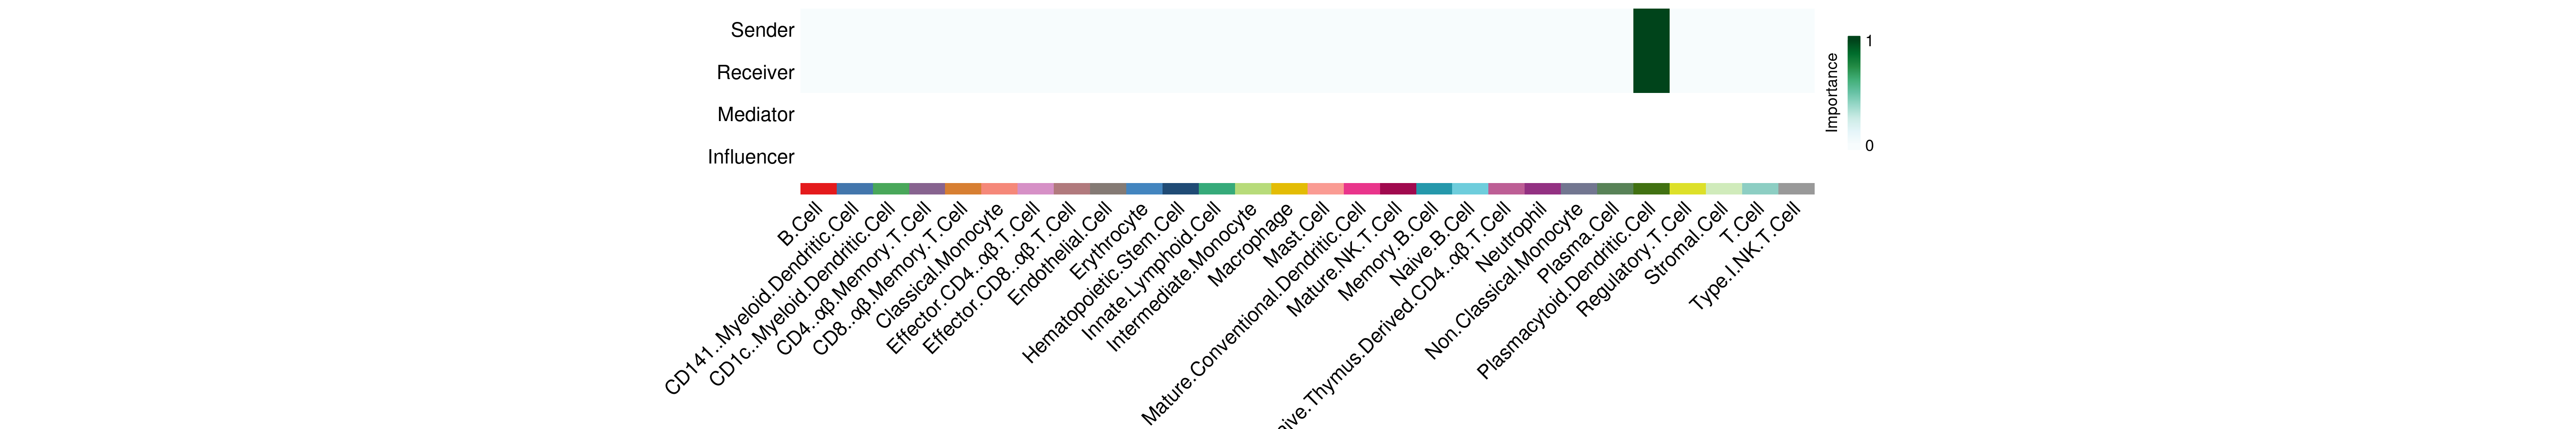 Sender
Receiver
Mediator
Influencer
Importance
1
0
B.Cell
CD141..Myeloid.Dendritic.Cell
CD1c..Myeloid.Dendritic.Cell
CD4..αβ.Memory.T.Cell
CD8..αβ.Memory.T.Cell
Classical.Monocyte
Effector.CD4..αβ.T.Cell
Effector.CD8..αβ.T.Cell
Endothelial.Cell
Erythrocyte
Hematopoietic.Stem.Cell
Innate.Lymphoid.Cell
Intermediate.Monocyte
Macrophage
Mast.Cell
Mature.Conventional.Dendritic.Cell
Mature.NK.T.Cell
Memory.B.Cell
Naive.B.Cell
ive.Thymus.Derived.CD4..αβ.T.Cell
Neutrophil
Non.Classical.Monocyte
Plasma.Cell
Plasmacytoid.Dendritic.Cell
Regulatory.T.Cell
Stromal.Cell
T.Cell
Type.I.NK.T.Cell